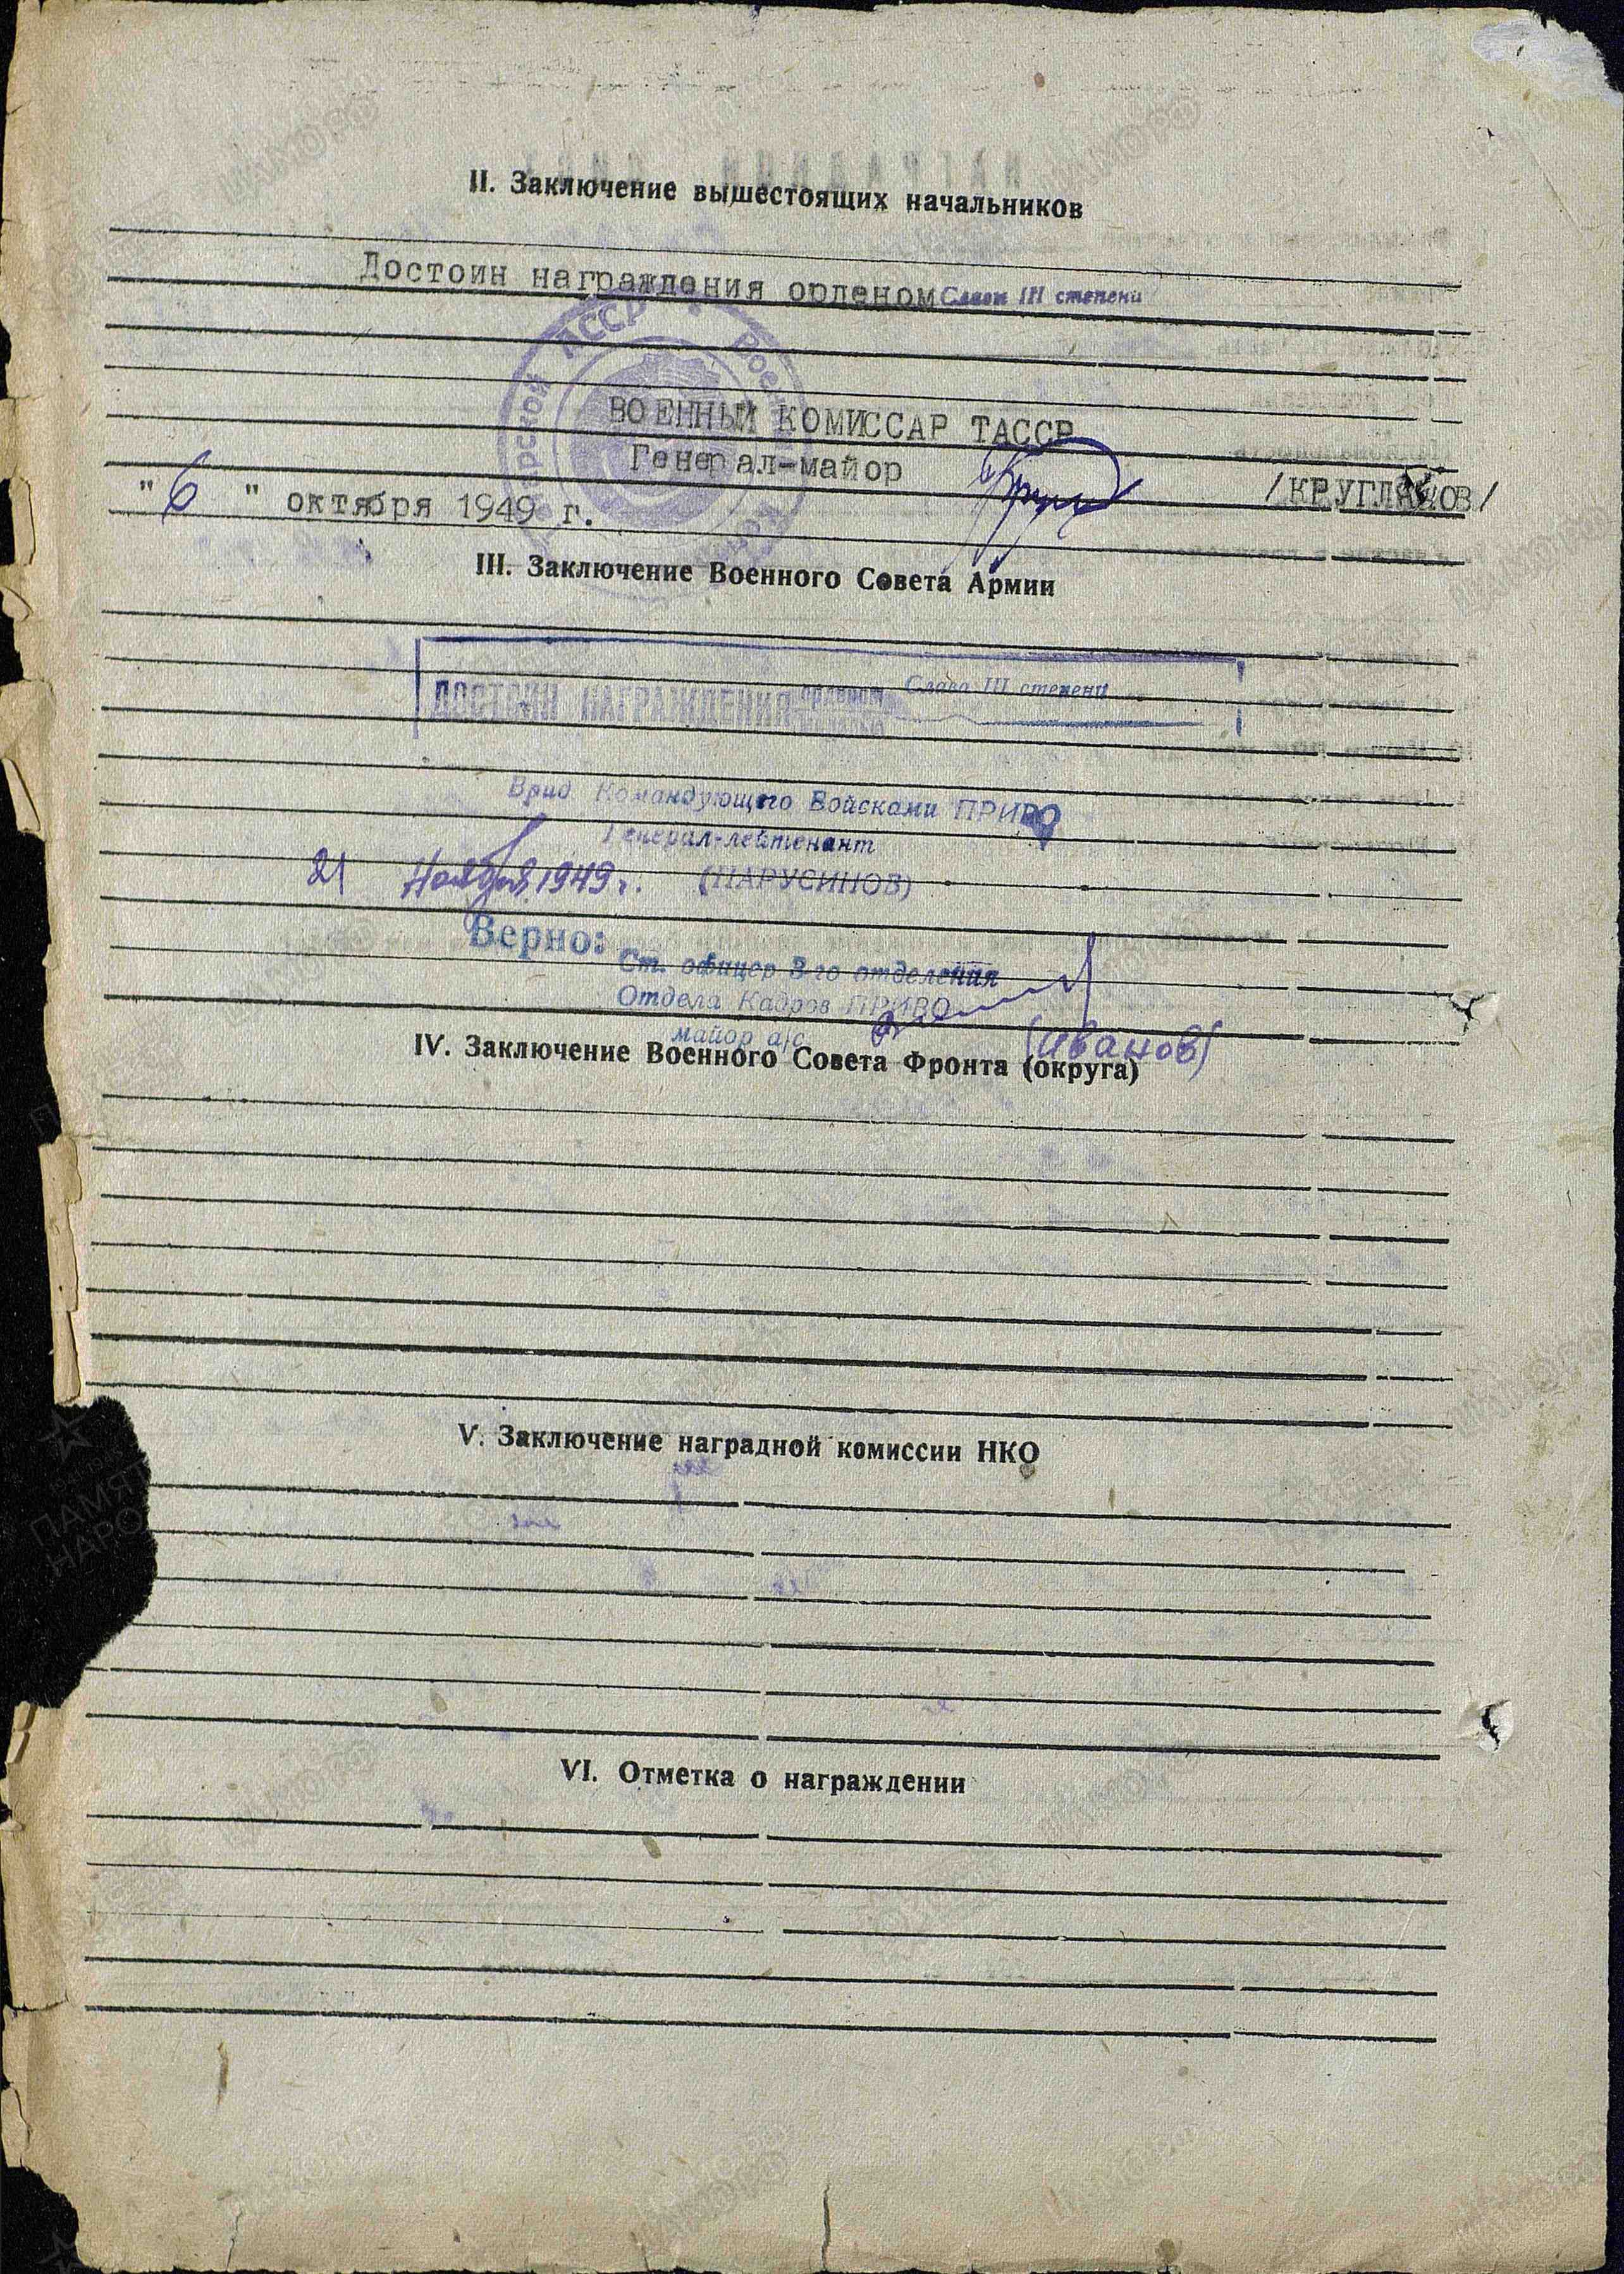 II. Заключение вышестоящих начальников
Достоин награждения орденом Славы III степени
ВОЕННЫЙ КОМИССАР ТАССР
Генерал-майор /КРУГЛЯКОВ/
"6" октября 1949 г.
III. Заключение Военного Совета Армии
ДОСТОИН НАГРАЖДЕНИЯ орденом Слава III степени
медалью
Врид Командующего Войсками ПРИВО
Генерал-лейтенант
21 Ноября 1949 г. (ПАРУСИНОВ)
Верно:
Ст. офицер 3-го отделения
Отдела Кадров ПРИВО
майор а/с (Иванов)
IV. Заключение Военного Совета Фронта (округа)
V. Заключение наградной комиссии НКО
VI. Отметка о награждении